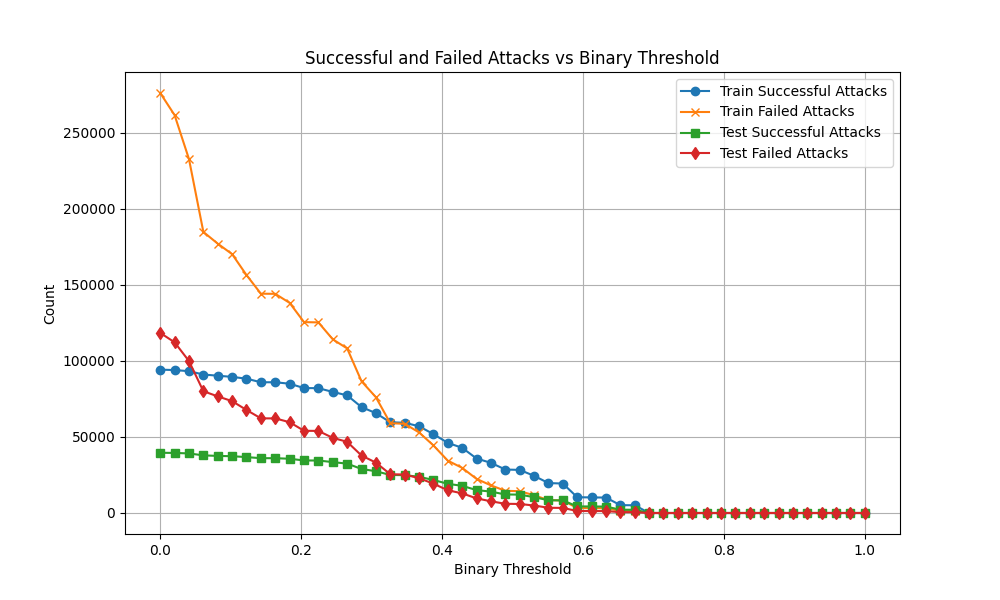 Successful and Failed Attacks vs Binary Threshold
Train Successful Attacks
Train Failed Attacks
Test Successful Attacks
Test Failed Attacks
250000
200000
150000
100000
50000
0
Count
0.0 0.2 0.4 0.6 0.8 1.0
Binary Threshold